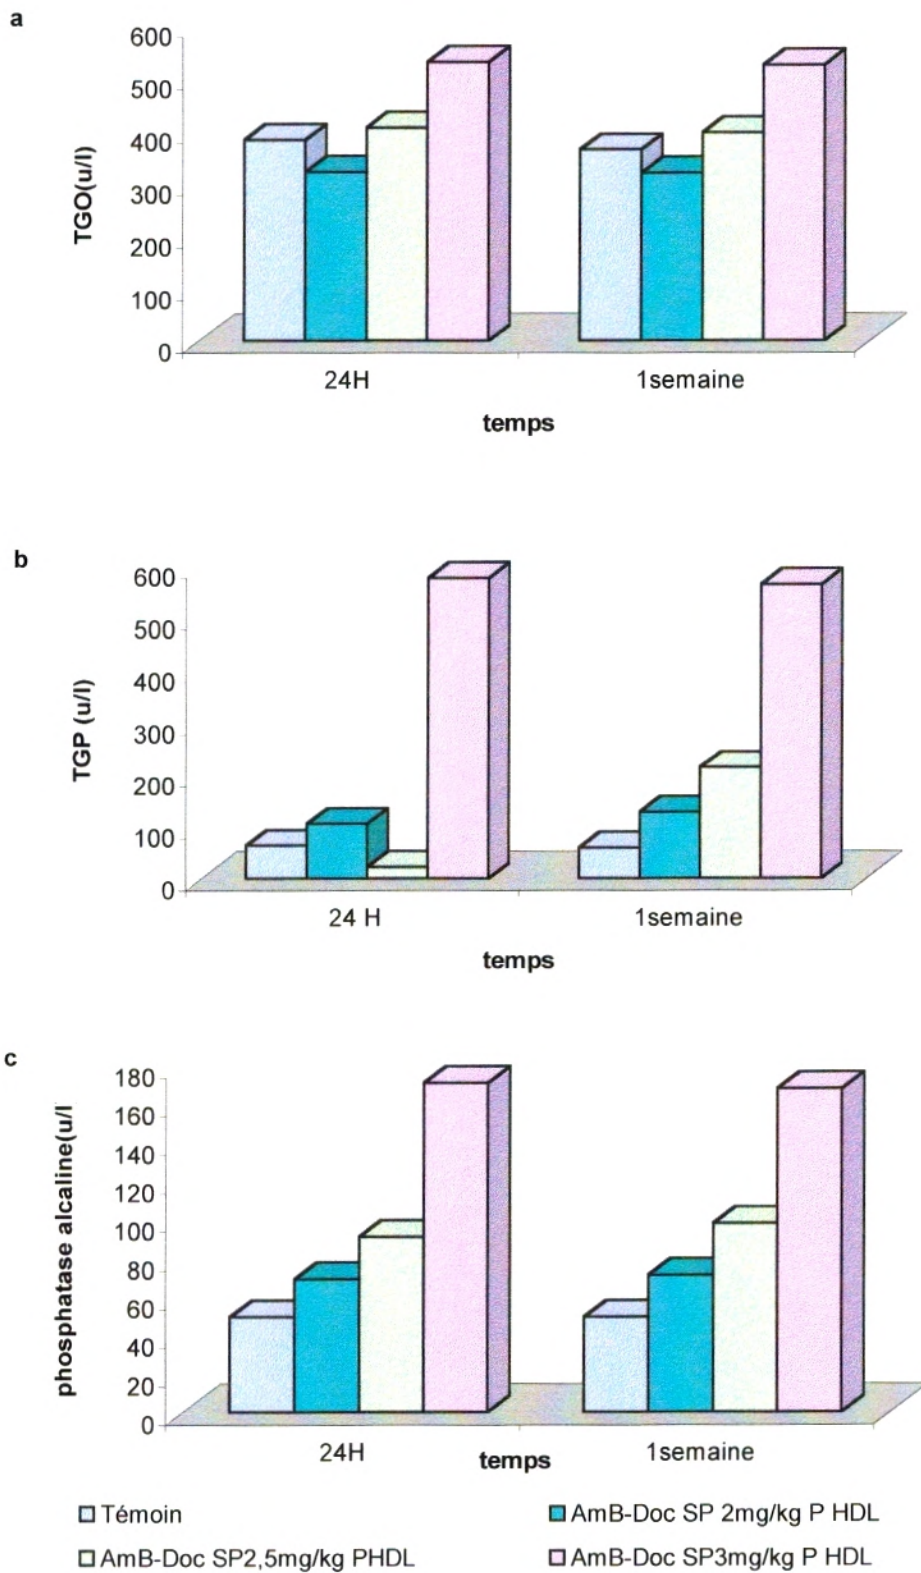 a
600
500
400
300
200
100
0
TGO(u/l)
24H 1semaine
temps
b
600
500
400
300
200
100
0
TGP (u/l)
24 H 1semaine
temps
c
180
160
140
120
100
80
60
40
20
0
phosphatase alcaline(u/l
24H temps 1semaine
Témoin AmB-Doc SP 2mg/kg P HDL
AmB-Doc SP2,5mg/kg PHDL AmB-Doc SP3mg/kg P HDL